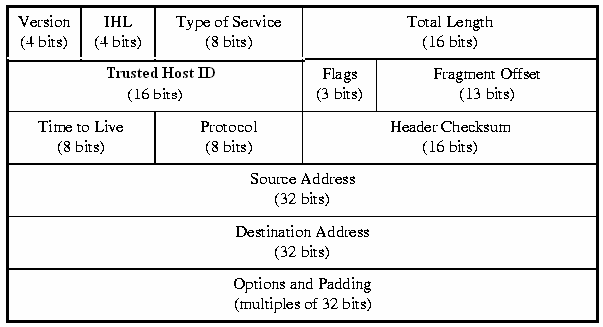 Version IHL Type of Service Total Length
(4 bits) (4 bits) (8 bits) (16 bits)
Trusted Host ID Flags Fragment Offset
(16 bits) (3 bits) (13 bits)
Time to Live Protocol Header Checksum
(8 bits) (8 bits) (16 bits)
Source Address
(32 bits)
Destination Address
(32 bits)
Options and Padding
(multiples of 32 bits)